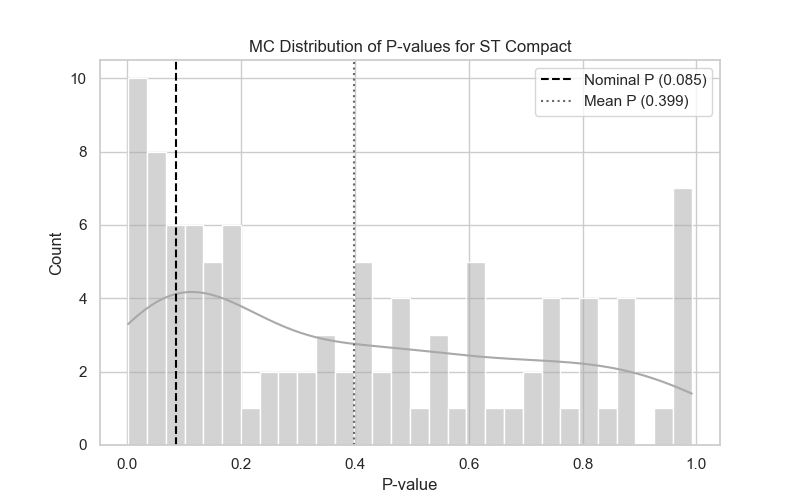 MC Distribution of P-values for ST Compact
Nominal P (0.085)
Mean P (0.399)
Count
10
8
6
4
2
0
0.0 0.2 0.4 0.6 0.8 1.0
P-value